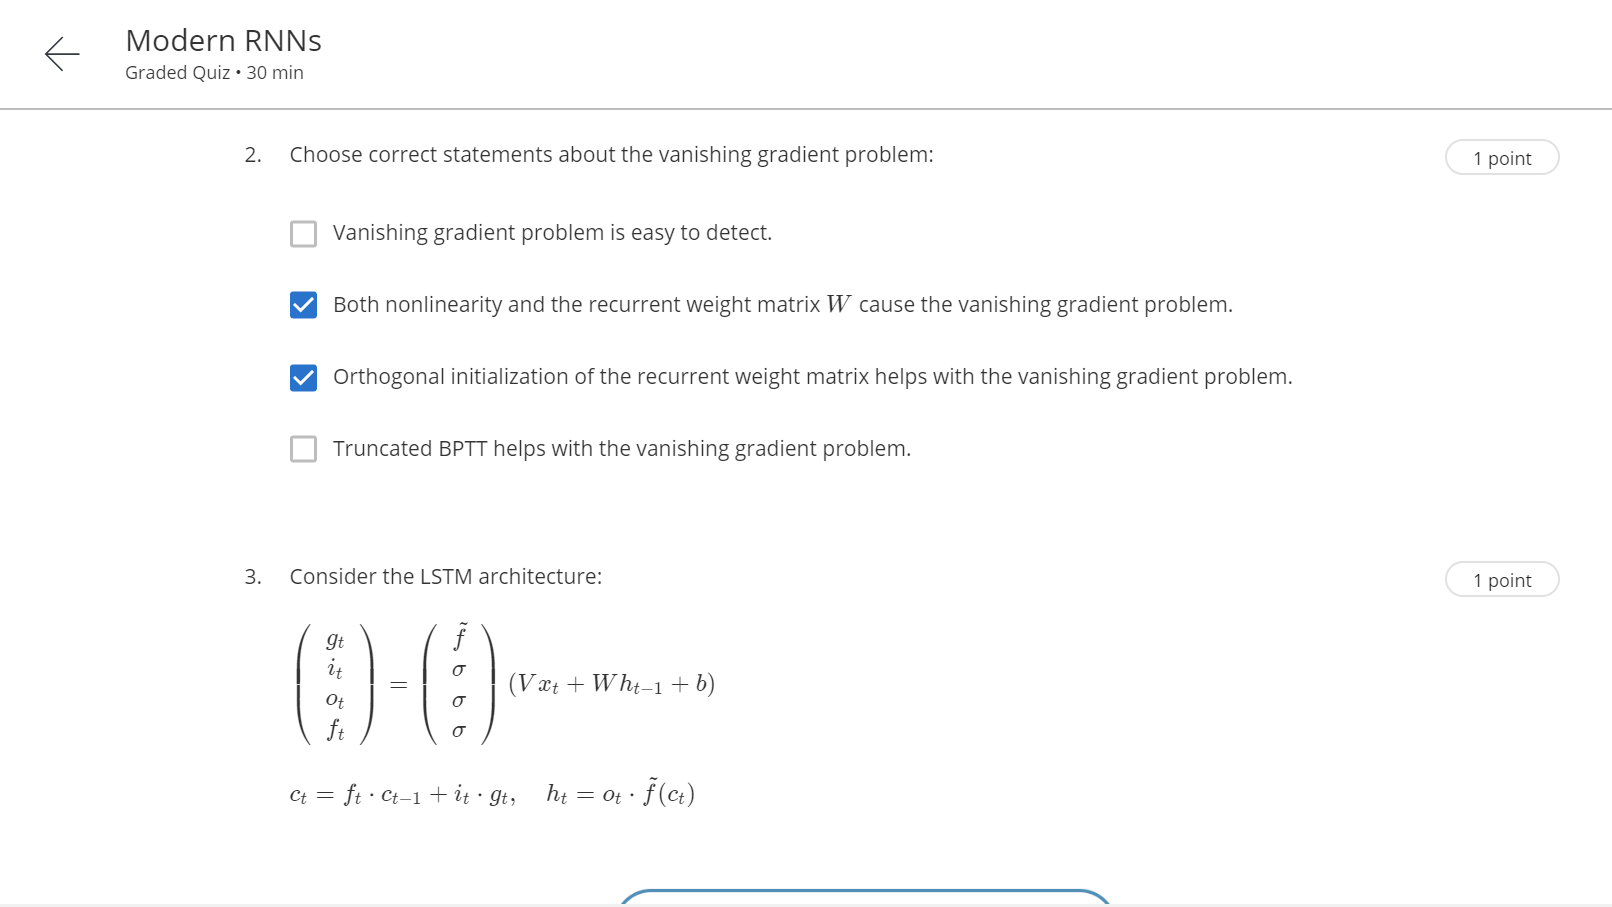 Modern RNNs
Graded Quiz • 30 min
2. Choose correct statements about the vanishing gradient problem:
1 point
Vanishing gradient problem is easy to detect.
Both nonlinearity and the recurrent weight matrix W cause the vanishing gradient problem.
Orthogonal initialization of the recurrent weight matrix helps with the vanishing gradient problem.
Truncated BPTT helps with the vanishing gradient problem.
3. Consider the LSTM architecture:
1 point
\begin{pmatrix} g_t \\ i_t \\ o_t \\ f_t \end{pmatrix} = \begin{pmatrix} \tilde{f} \\ \sigma \\ \sigma \\ \sigma \end{pmatrix} (Vx_t + Wh_{t-1} + b)
c_t = f_t \cdot c_{t-1} + i_t \cdot g_t, \quad h_t = o_t \cdot \tilde{f}(c_t)